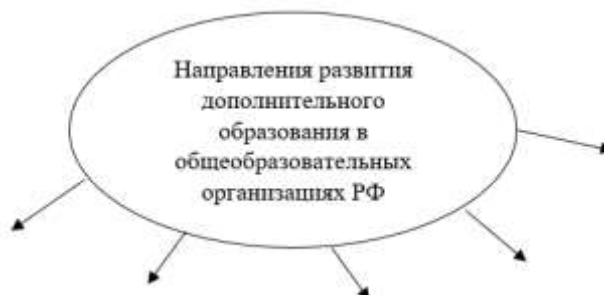 Направления развития
дополнительного
образования в
общеобразовательных
организациях РФ